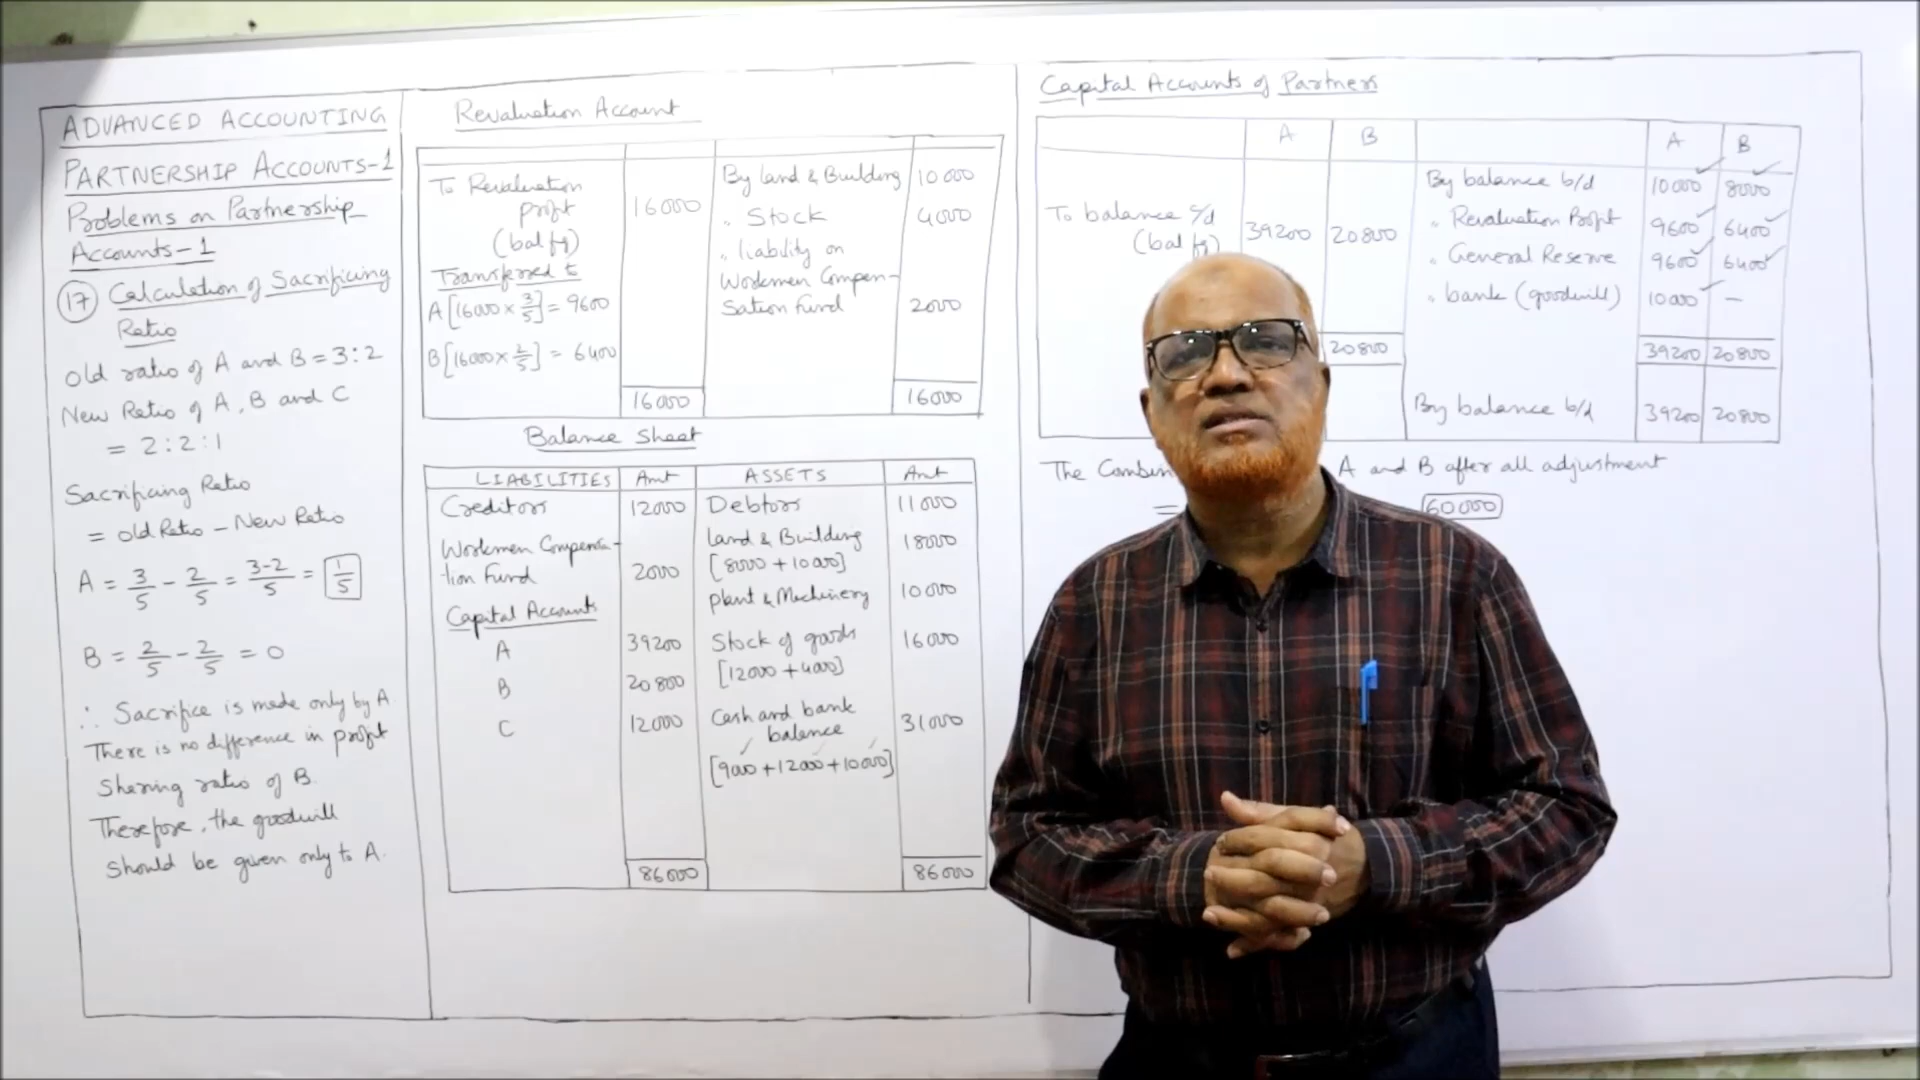 ADVANCED ACCOUNTING
PARTNERSHIP ACCOUNTS-1
Problems on Partnership
Accounts-1
17 Calculation of Sacrificing
Ratio
Old ratio of A and B = 3:2
New Ratio of A, B and C
= 2:2:1
Sacrificing Ratio
= old Ratio - New Ratio
A = 3/5 - 2/5 = 3-2/5 = 1/5
B = 2/5 - 2/5 = 0
∴ Sacrifice is made only by A.
There is no difference in profit
sharing ratio of B.
Therefore, the goodwill
should be given only to A.
Revaluation Account
To Revaluation 16000 By land & Building 10000
profit " Stock 4000
(bal fig) " liability on
Transferred to Workmen Compen-
A [16000 × 3/5] = 9600 sation Fund 2000
B [16000 × 2/5] = 6400
16000 16000
Balance Sheet
LIABILITIES Amt ASSETS Amt
Creditors 12000 Debtors 11000
Workmen Compensa- land & Building 18000
tion Fund 2000 [8000 + 10000]
Capital Accounts plant & Machinery 10000
A 39200 Stock of goods 16000
[12000 + 4000]
B 20800
C 12000 Cash and bank 31000
balance
[9000 + 12000 + 10000]
86000 86000
Capital Accounts of Partners
A B A B
By balance b/d 10000 8000
To balance c/d 39200 20800 " Revaluation Profit 9600 6400
(bal fig) " General Reserve 9600 6400
" bank (goodwill) 10000 -
20800 39200 20800
By balance b/d 39200 20800
The Combin A and B after all adjustment
= 60000